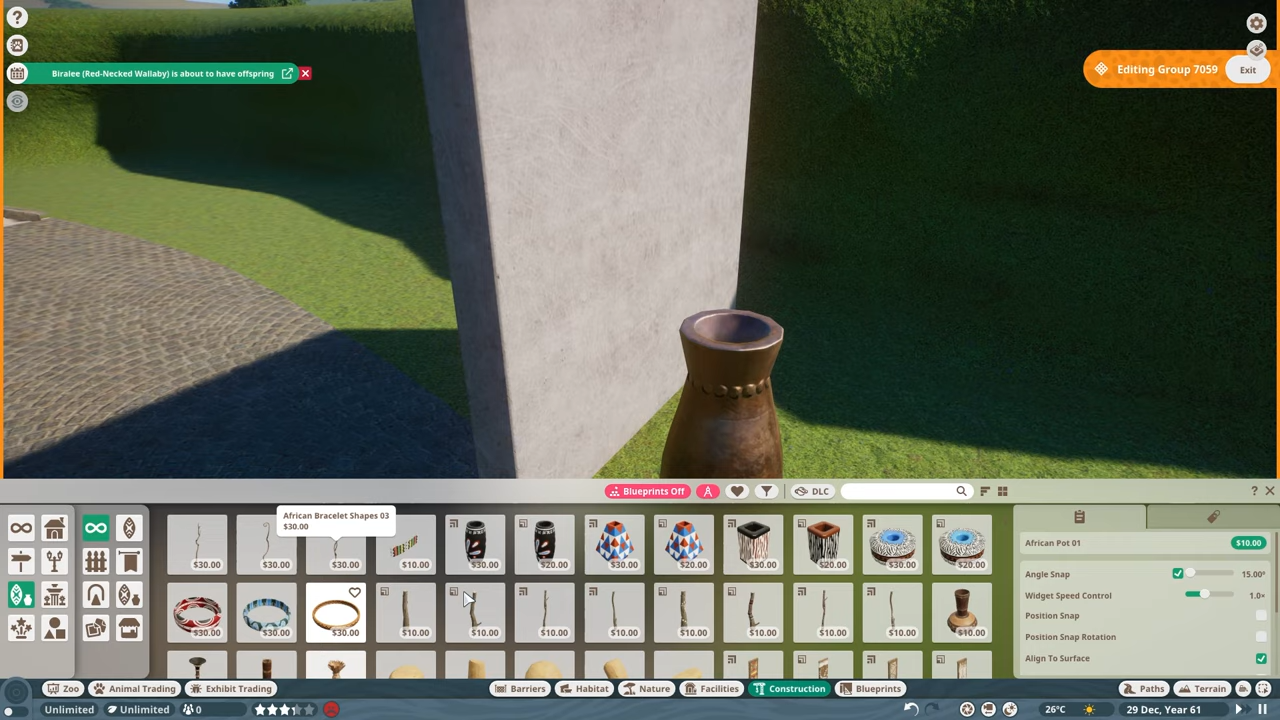 ?
Biralee (Red-Necked Wallaby) is about to have offspring
Editing Group 7059
Exit
Blueprints Off
DLC
?
African Bracelet Shapes 03
$30.00
$30.00 $30.00 $30.00 $10.00 $30.00 $20.00 $30.00 $20.00 $30.00 $20.00 $30.00 $20.00
$30.00 $30.00 $30.00 $10.00 $10.00 $10.00 $10.00 $10.00 $10.00 $10.00 $10.00 $10.00
African Pot 01
$10.00
Angle Snap
15.00°
Widget Speed Control
1.0×
Position Snap
Position Snap Rotation
Align To Surface
Zoo
Animal Trading
Exhibit Trading
Barriers
Habitat
Nature
Facilities
Construction
Blueprints
Paths
Terrain
Unlimited
Unlimited
0
26°C
29 Dec, Year 61